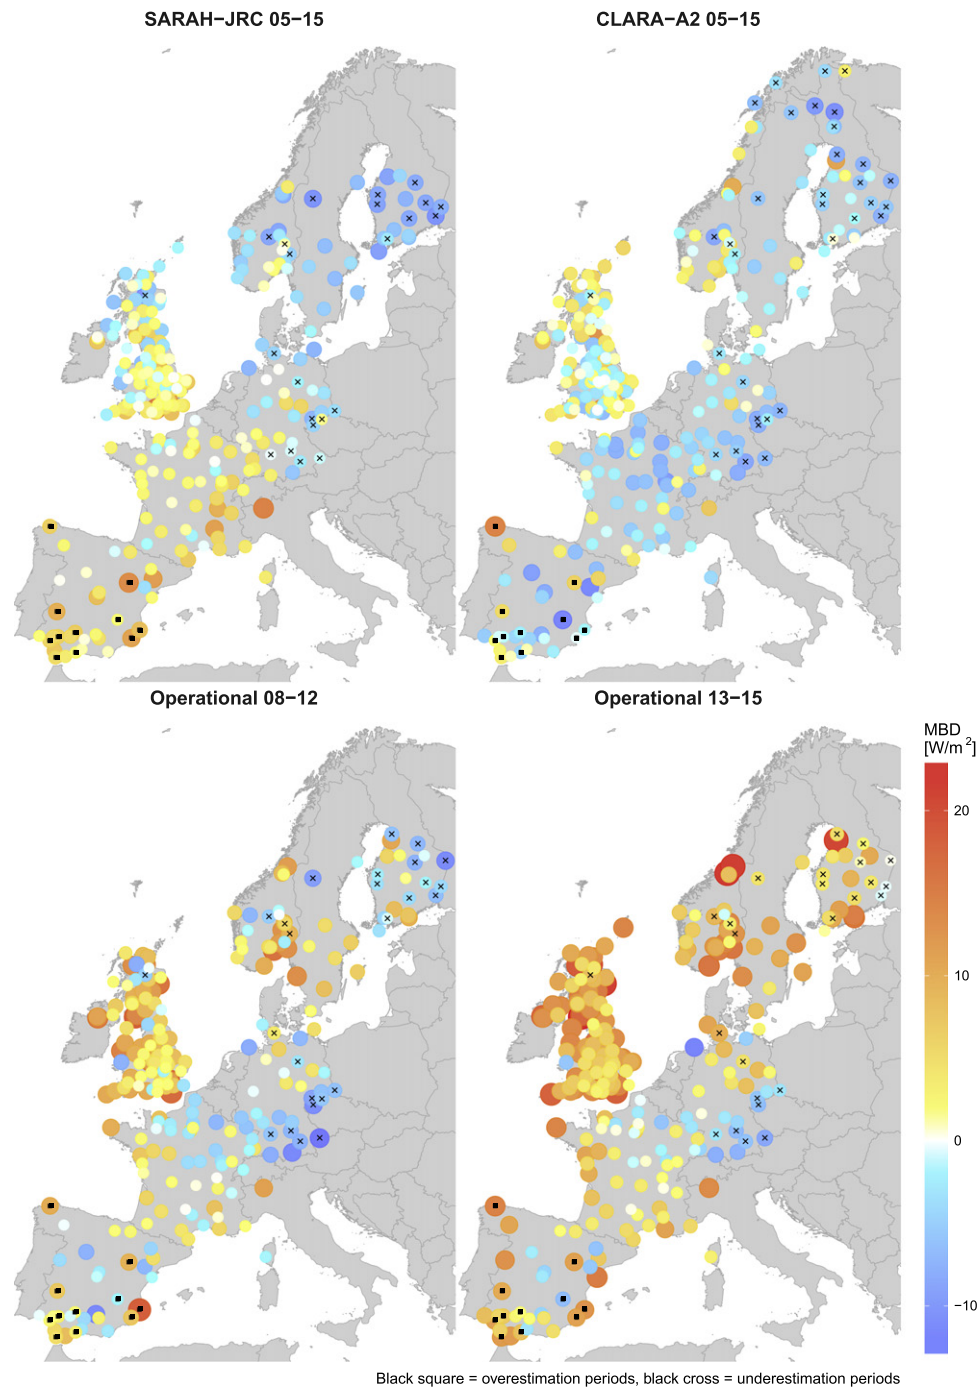 SARAH−JRC 05−15
CLARA−A2 05−15
Operational 08−12
Operational 13−15
MBD
[W/m²]
20
10
0
−10
Black square = overestimation periods, black cross = underestimation periods